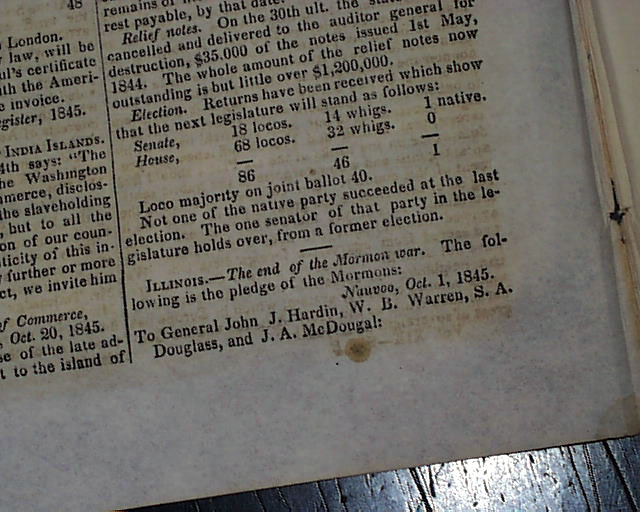 48
London.
law, will be
ul's certificate
th the Ameri-
e invoice.
gister, 1845.
INDIA ISLANDS.
4th says: "The
he Washington
mmerce, disclos-
the slaveholding
, but to all the
on of our coun-
ticity of this in-
further or more
ct, we invite him
of Commerce,
Oct. 20, 1845.
se of the late ad-
t to the island of
remains of
rest payable, by that date.
Relief notes. On the 30th ult. the
cancelled and delivered to the auditor general for
destruction, $35.000 of the notes issued 1st May,
1844. The whole amount of the relief notes now
outstanding is but little over $1,200,000.
Election. Returns have been received which show
that the next legislature will stand as follows:
Senate, 18 locos. 14 whigs. 1 native.
House, 68 locos. 32 whigs. 0
86 46 1
Loco majority on joint ballot 40.
Not one of the native party succeeded at the last
election. The one senator of that party in the le-
gislature holds over, from a former election.
ILLINOIS.—The end of the Mormon war. The fol-
lowing is the pledge of the Mormons:
Nauvoo, Oct. 1, 1845.
To General John J. Hardin, W. B. Warren, S. A.
Douglass, and J. A. McDougal: